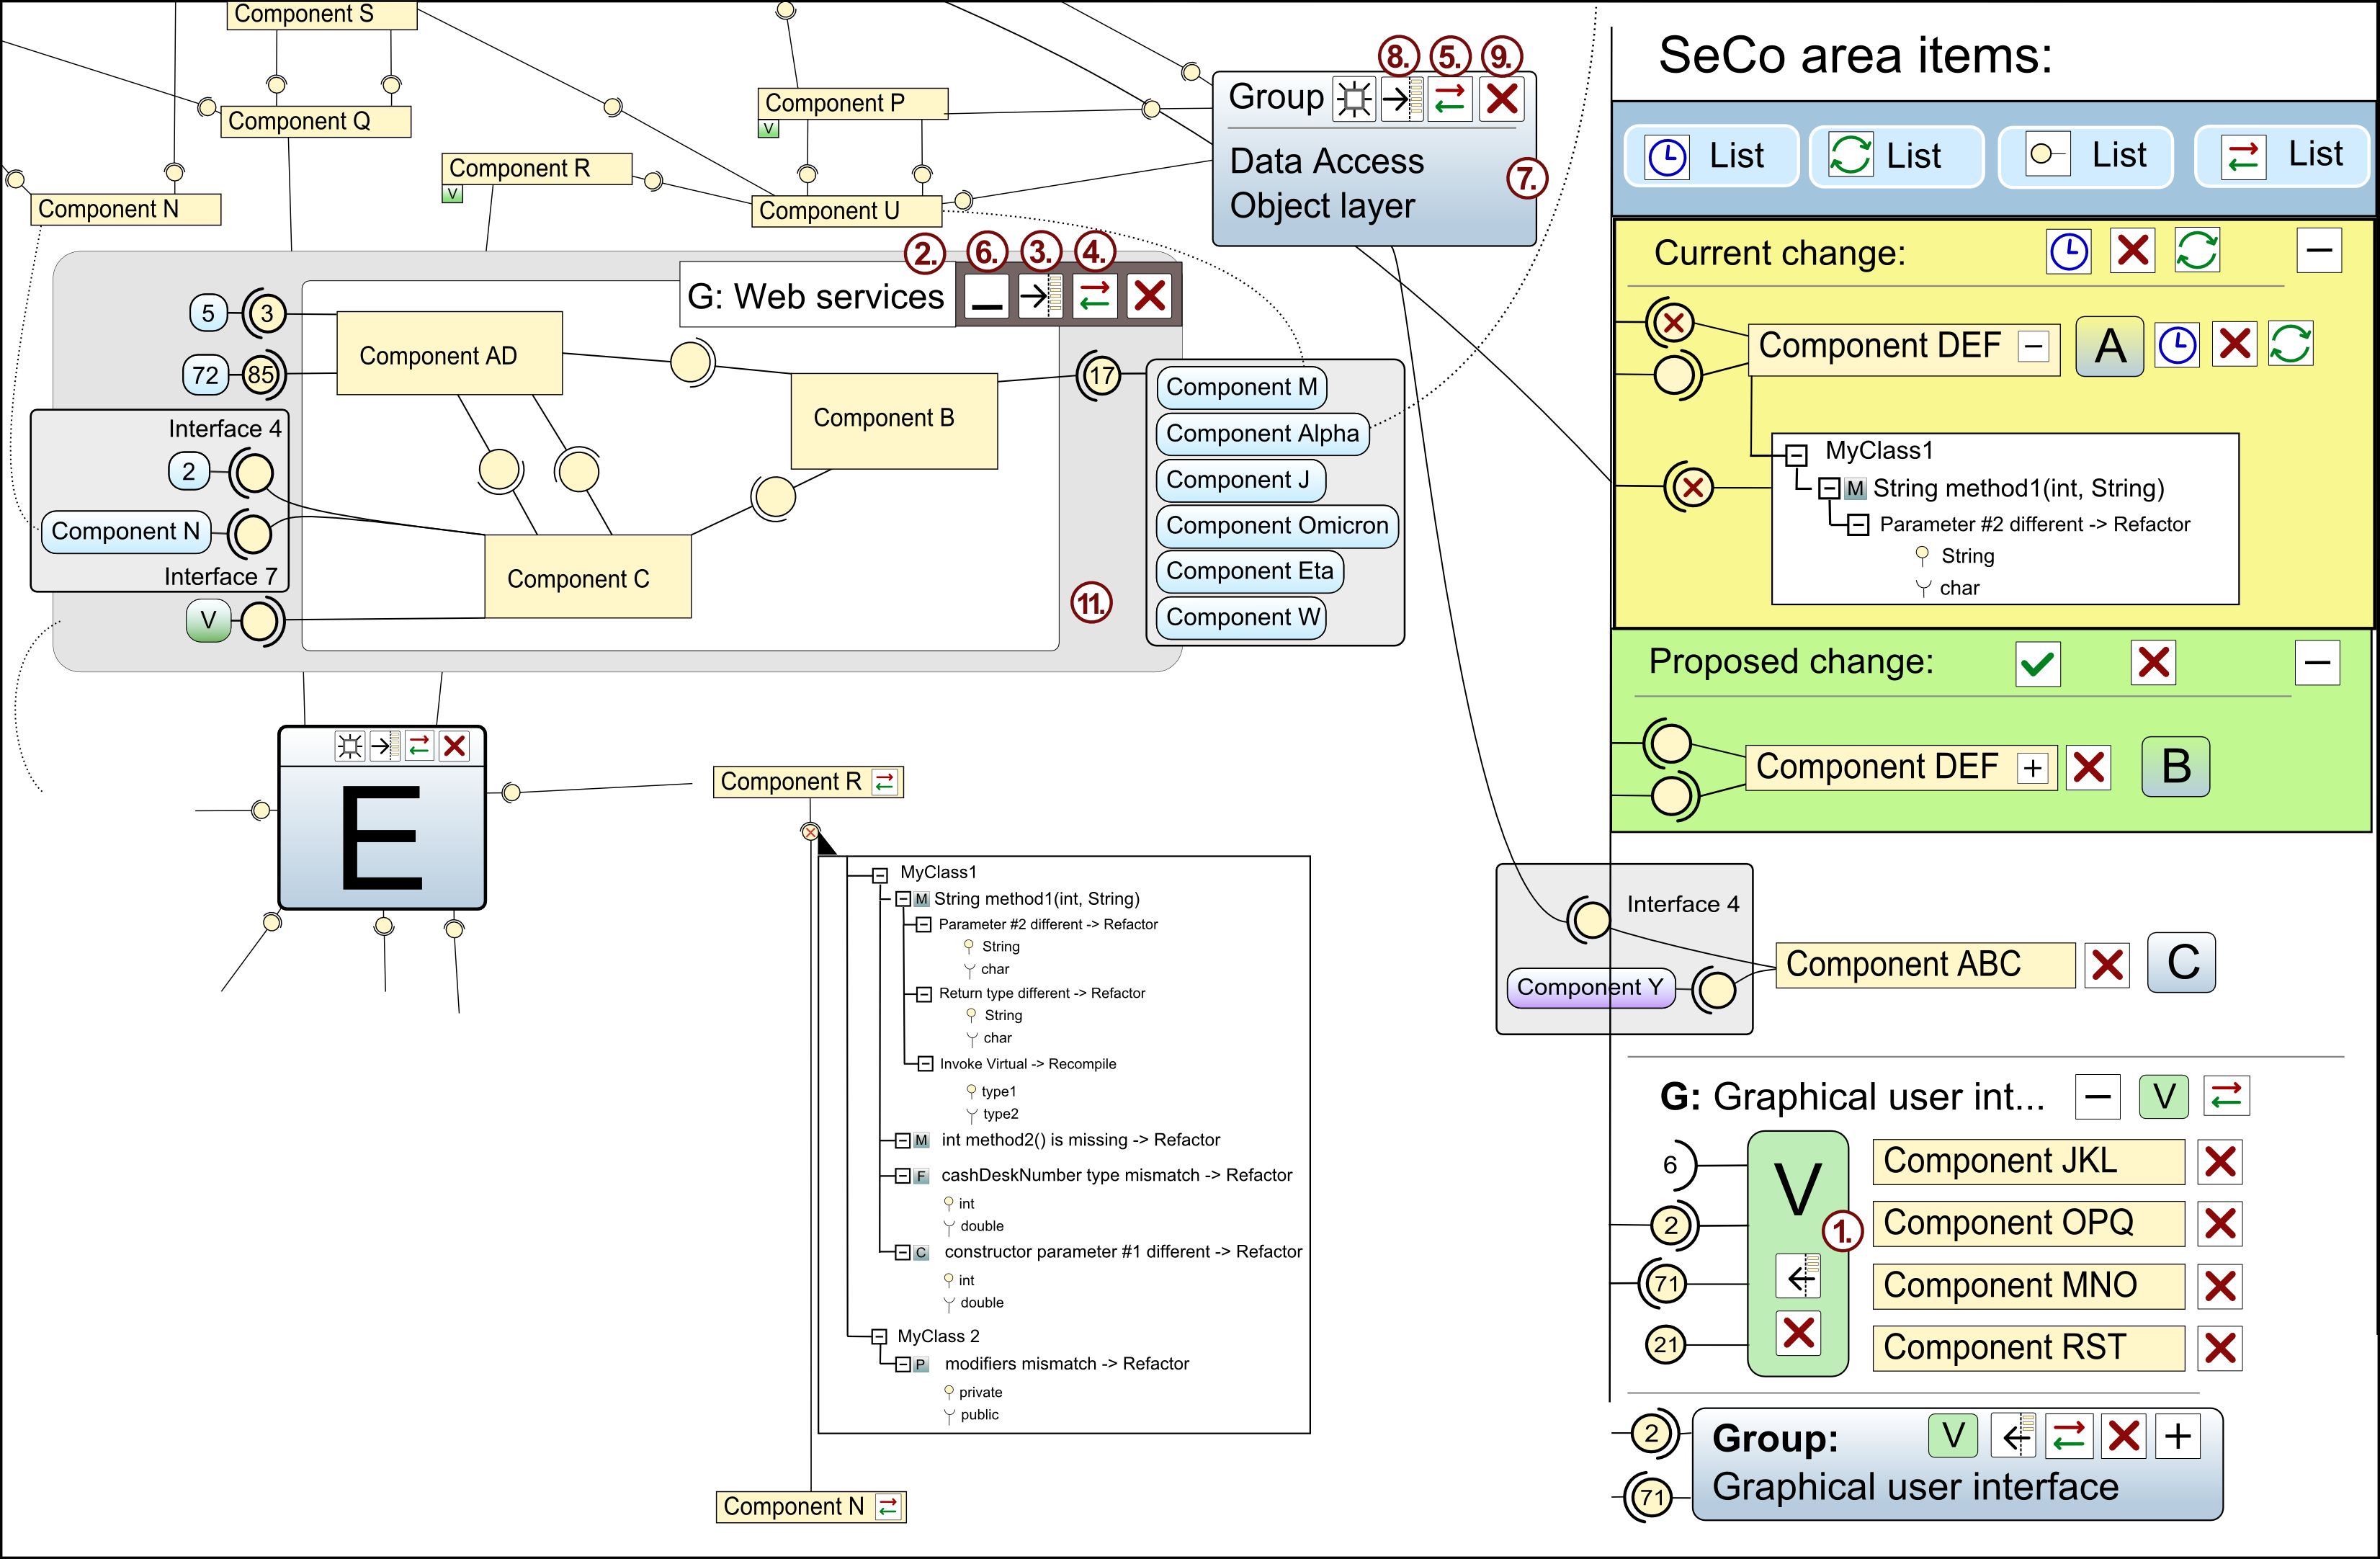 Component S
Component Q
Component N
Component R
V
Component P
V
Component U
8.
5.
9.
Group
Data Access
Object layer
7.
2.
6.
3.
4.
G: Web services
5
3
72
85
Interface 4
2
Component N
Interface 7
V
Component AD
Component B
Component C
17
11.
Component M
Component Alpha
Component J
Component Omicron
Component Eta
Component W
E
Component R
MyClass1
M String method1(int, String)
Parameter #2 different -> Refactor
String
char
Return type different -> Refactor
String
char
Invoke Virtual -> Recompile
type1
type2
M int method2() is missing -> Refactor
F cashDeskNumber type mismatch -> Refactor
int
double
C constructor parameter #1 different -> Refactor
int
double
MyClass 2
P modifiers mismatch -> Refactor
private
public
Component N
SeCo area items:
List
List
List
List
Current change:
Component DEF
A
MyClass1
M String method1(int, String)
Parameter #2 different -> Refactor
String
char
Proposed change:
Component DEF
B
Interface 4
Component Y
Component ABC
C
G: Graphical user int...
V
6
2
71
21
V
1.
Component JKL
Component OPQ
Component MNO
Component RST
2
71
Group:
V
Graphical user interface